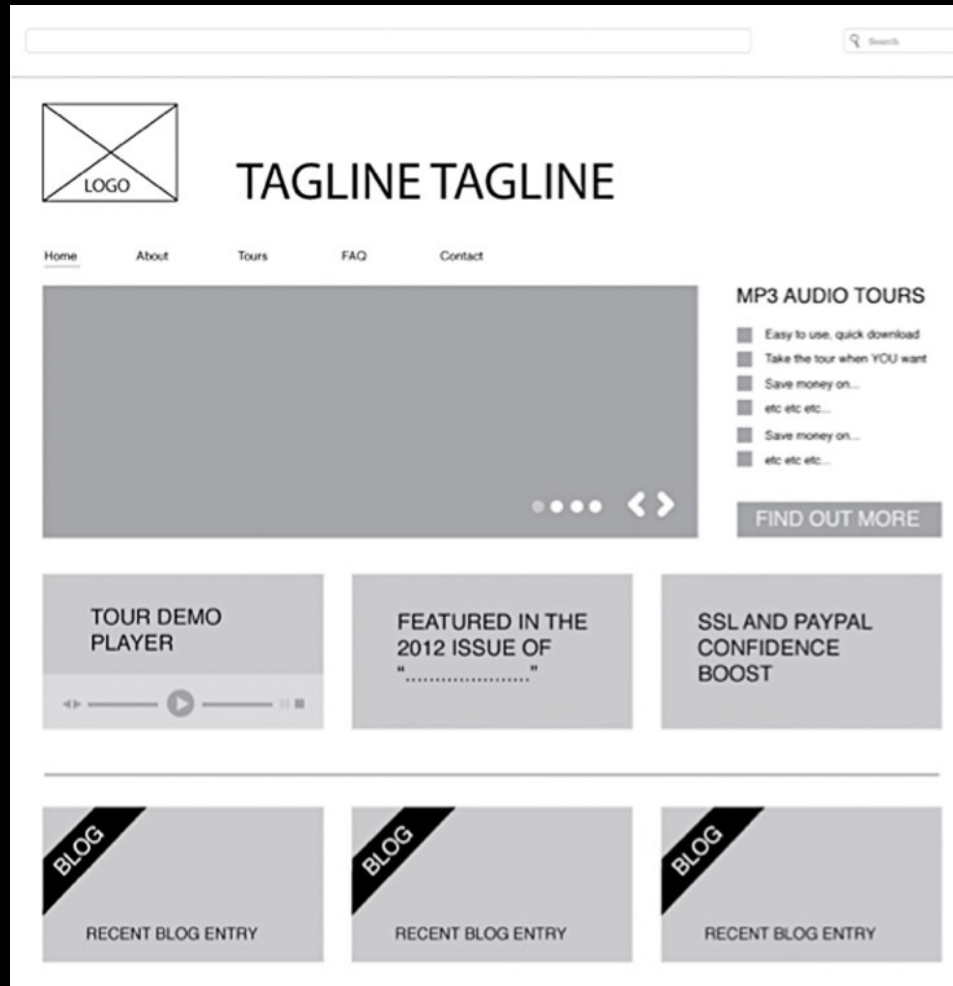 Search
LOGO
TAGLINE TAGLINE
Home About Tours FAQ Contact
MP3 AUDIO TOURS
Easy to use, quick download
Take the tour when YOU want
Save money on...
etc etc etc...
Save money on...
etc etc etc...
FIND OUT MORE
TOUR DEMO
PLAYER
FEATURED IN THE
2012 ISSUE OF
“.....................”
SSL AND PAYPAL
CONFIDENCE
BOOST
BLOG
RECENT BLOG ENTRY
BLOG
RECENT BLOG ENTRY
BLOG
RECENT BLOG ENTRY